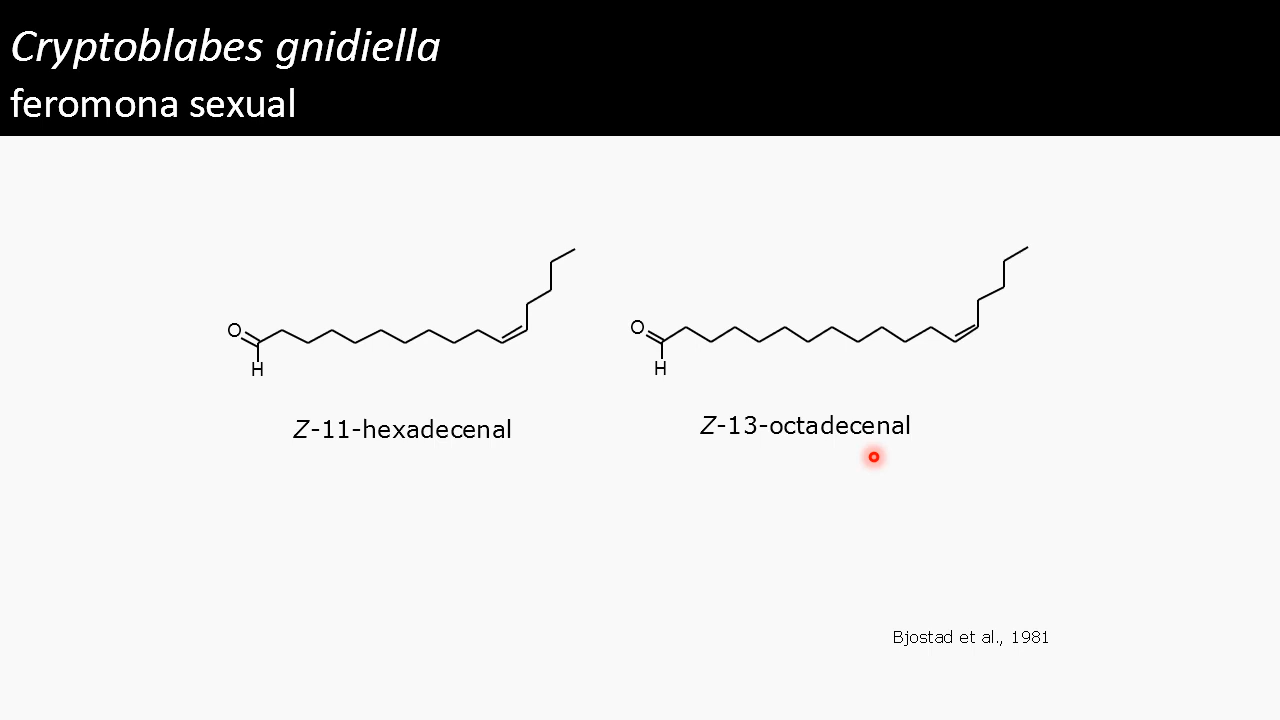 Cryptoblabes gnidiella
feromona sexual
O
H
O
H
Z-11-hexadecenal
Z-13-octadecenal
Bjostad et al., 1981